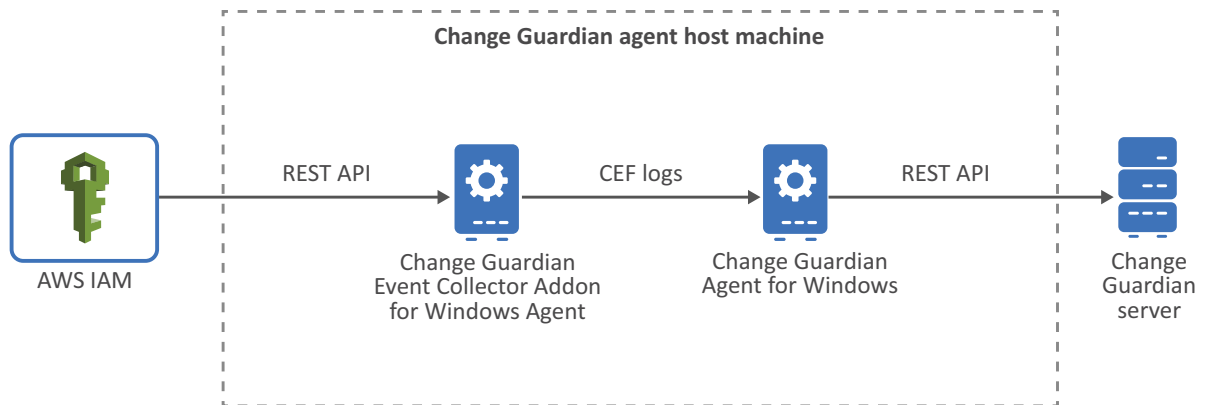 Change Guardian agent host machine
REST API
CEF logs
REST API
AWS IAM
Change Guardian
Event Collector Addon
for Windows Agent
Change Guardian
Agent for Windows
Change
Guardian
server